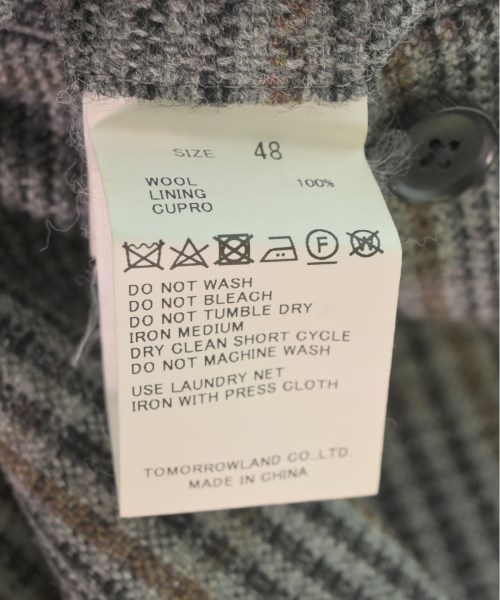 SIZE 48
WOOL 100%
LINING
CUPRO
F W
DO NOT WASH
DO NOT BLEACH
DO NOT TUMBLE DRY
IRON MEDIUM
DRY CLEAN SHORT CYCLE
DO NOT MACHINE WASH
USE LAUNDRY NET
IRON WITH PRESS CLOTH
TOMORROWLAND CO.,LTD.
MADE IN CHINA